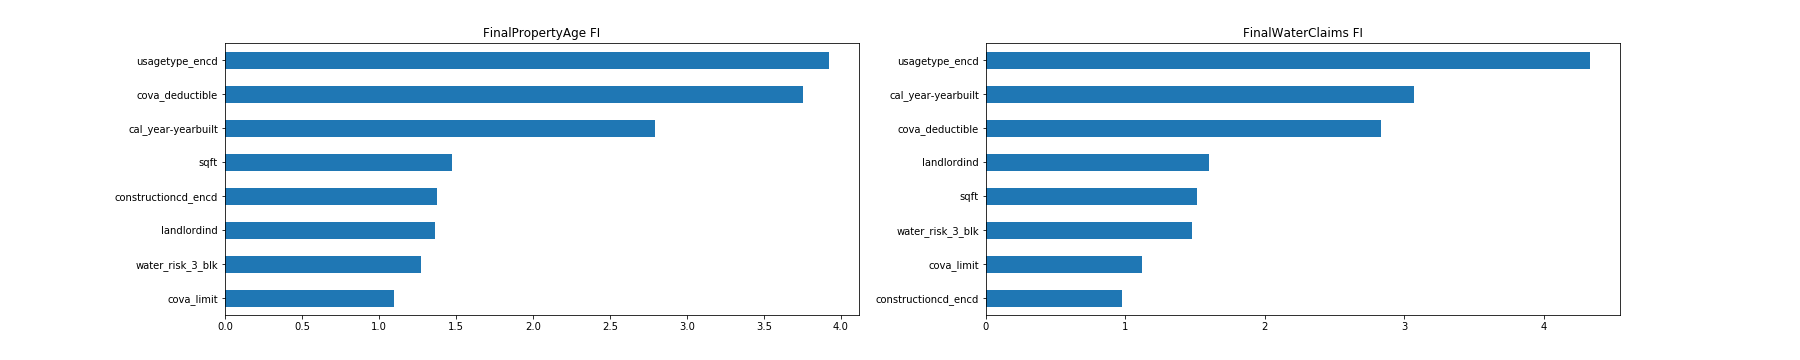 FinalPropertyAge FI
usagetype_encd
cova_deductible
cal_year-yearbuilt
sqft
constructioncd_encd
landlordind
water_risk_3_blk
cova_limit
0.0 0.5 1.0 1.5 2.0 2.5 3.0 3.5 4.0
FinalWaterClaims FI
usagetype_encd
cal_year-yearbuilt
cova_deductible
landlordind
sqft
water_risk_3_blk
cova_limit
constructioncd_encd
0 1 2 3 4